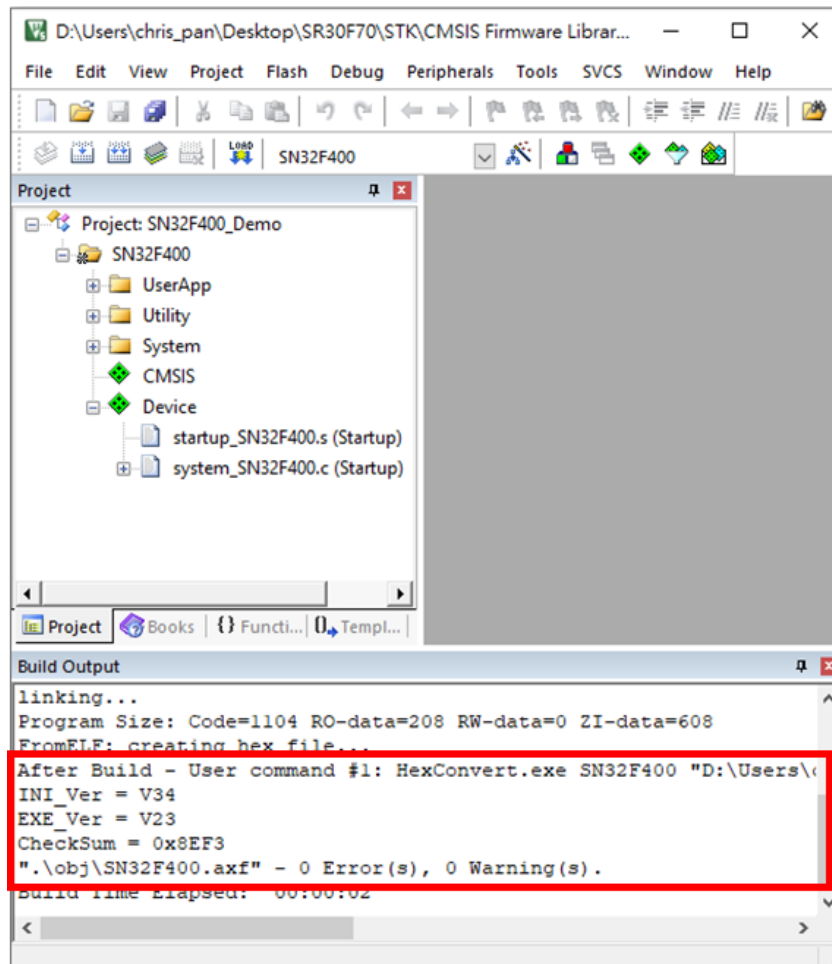 D:\Users\chris_pan\Desktop\SR30F70\STK\CMSIS Firmware Librar...
File Edit View Project Flash Debug Peripherals Tools SVCS Window Help
LOAD SN32F400
Project
Project: SN32F400_Demo
SN32F400
UserApp
Utility
System
CMSIS
Device
startup_SN32F400.s (Startup)
system_SN32F400.c (Startup)
Project Books {} Functi... 0 Templ...
Build Output
linking...
Program Size: Code=1104 RO-data=208 RW-data=0 ZI-data=608
FromELF: creating hex file...
After Build - User command #1: HexConvert.exe SN32F400 "D:\Users\
INI_Ver = V34
EXE_Ver = V23
CheckSum = 0x8EF3
".\obj\SN32F400.axf" - 0 Error(s), 0 Warning(s).
Build Time Elapsed: 00:00:02